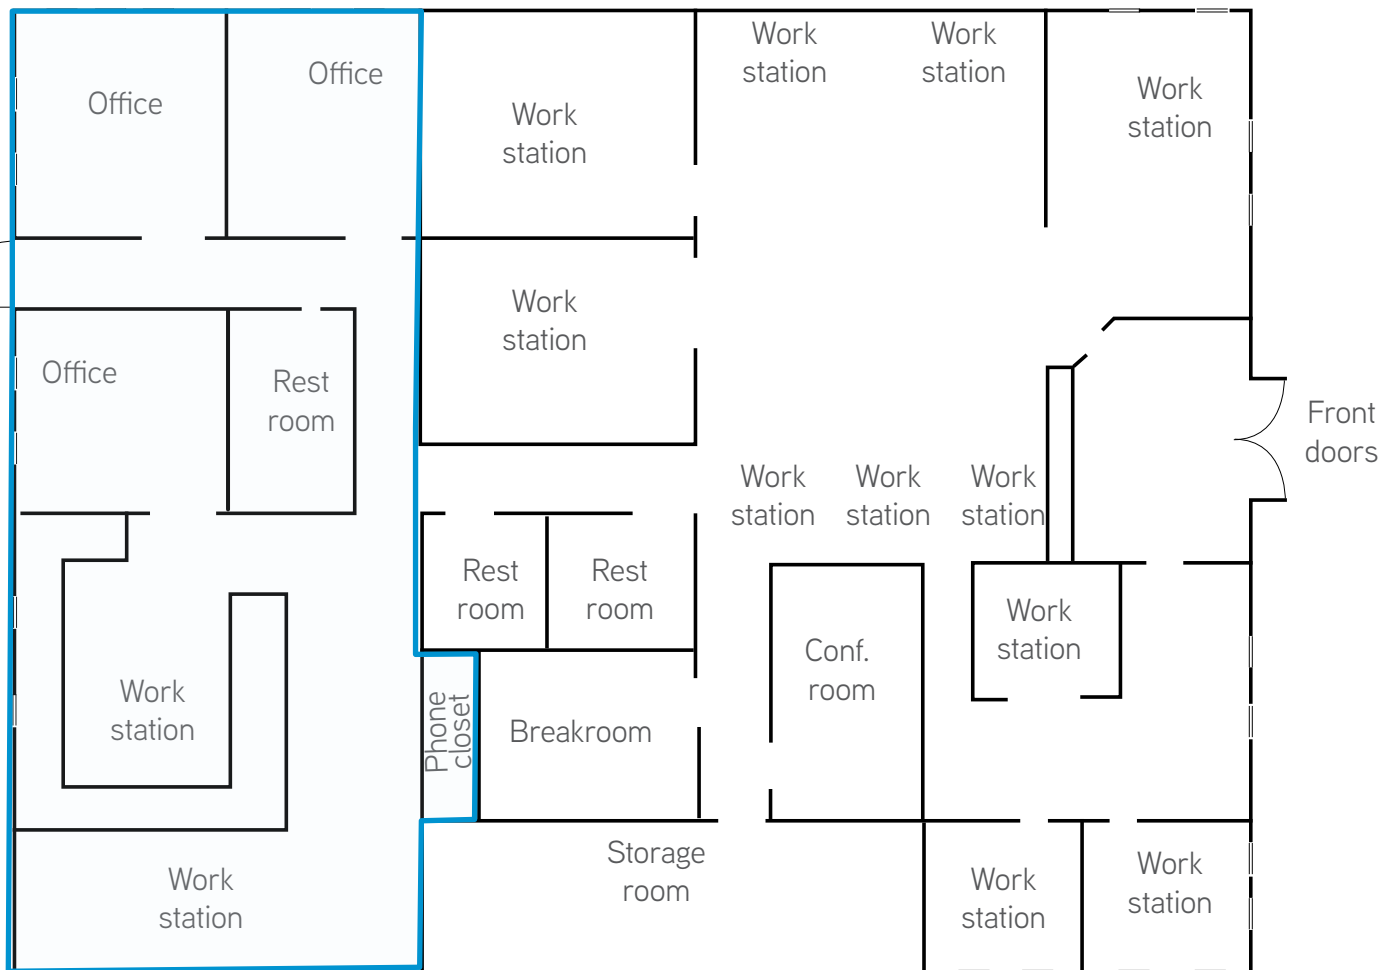 Office
Office
Work
station
Work
station
Work
station
Work
station
Work
station
Office
Rest
room
Front
doors
Work
station
Work
station
Work
station
Rest
room
Rest
room
Work
station
Conf.
room
Work
station
Phone
closet
Breakroom
Storage
room
Work
station
Work
station
Work
station